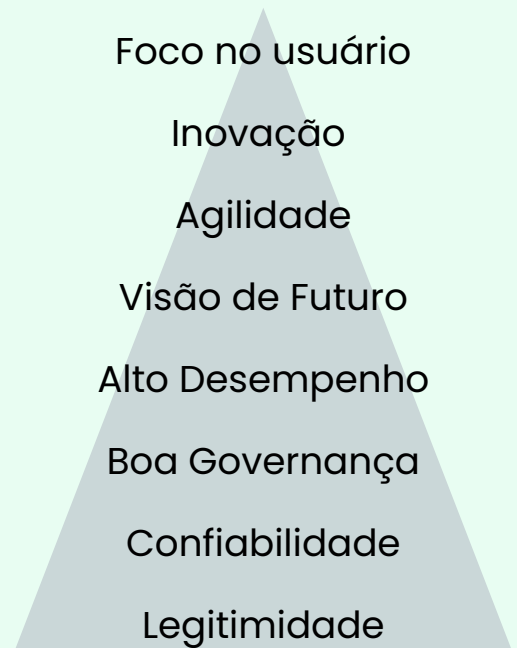 Foco no usuário
Inovação
Agilidade
Visão de Futuro
Alto Desempenho
Boa Governança
Confiabilidade
Legitimidade